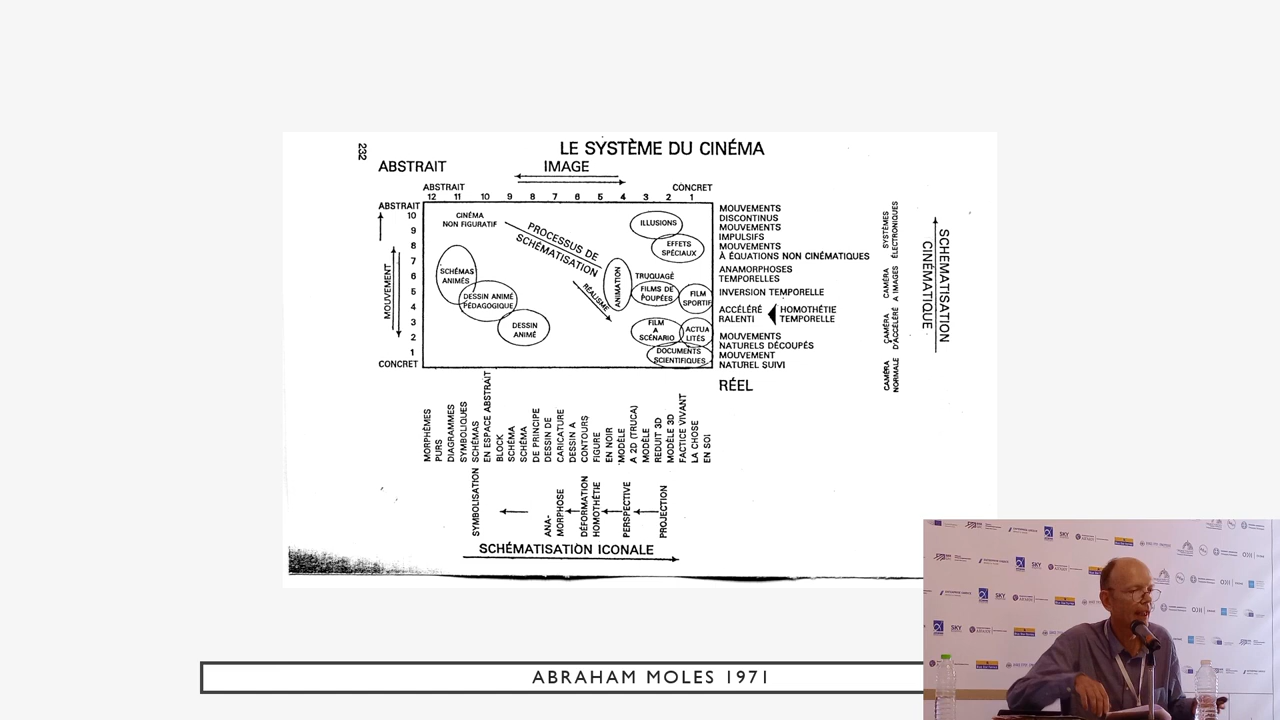 232
LE SYSTÈME DU CINÉMA
ABSTRAIT
IMAGE
ABSTRAIT
CONCRET
12 11 10 9 8 7 6 5 4 3 2 1
ABSTRAIT
10
9
8
7
6
5
4
3
2
1
CONCRET
MOUVEMENT
CINÉMA
NON FIGURATIF
PROCESSUS DE
SCHÉMATISATION
RÉALISME
ILLUSIONS
EFFETS
SPÉCIAUX
SCHÉMAS
ANIMÉS
DESSIN ANIMÉ
PÉDAGOGIQUE
DESSIN
ANIMÉ
ANIMATION
TRUQUAGE
FILMS DE
POUPÉES
FILM
SPORTIF
FILM
A
SCÉNARIO
ACTUA
LITÉS
DOCUMENTS
SCIENTIFIQUES
MOUVEMENTS
DISCONTINUS
MOUVEMENTS
IMPULSIFS
MOUVEMENTS
À ÉQUATIONS NON CINÉMATIQUES
ANAMORPHOSES
TEMPORELLES
INVERSION TEMPORELLE
ACCÉLÉRÉ
RALENTI
HOMOTHÉTIE
TEMPORELLE
MOUVEMENTS
NATURELS DÉCOUPÉS
MOUVEMENT
NATUREL SUIVI
RÉEL
SYSTÈMES
ÉLECTRONIQUES
CAMÉRA
A IMAGES
CAMÉRA
D'ACCÉLÉRÉ
CAMÉRA
NORMALE
SCHEMATISATION
CINÉMATIQUE
MORPHÈMES
PURS
DIAGRAMMES
SYMBOLIQUES
SCHÉMAS
EN ESPACE ABSTRAIT
BLOCK
SCHÉMA
SCHÉMA
DE PRINCIPE
DESSIN DE
CARICATURE
DESSIN A
CONTOURS
FIGURE
EN NOIR
MODÈLE
A 2D (TRUCA)
MODÈLE
REDUIT 3D
MODÈLE 3D
FACTICE VIVANT
LA CHOSE
EN SOI
SYMBOLISATION
ANA-
MORPHOSE
DÉFORMATION
HOMOTHÉTIE
PERSPECTIVE
PROJECTION
SCHÉMATISATION ICONALE
ABRAHAM MOLES 1971
SKY
SKY
SKY
SKY